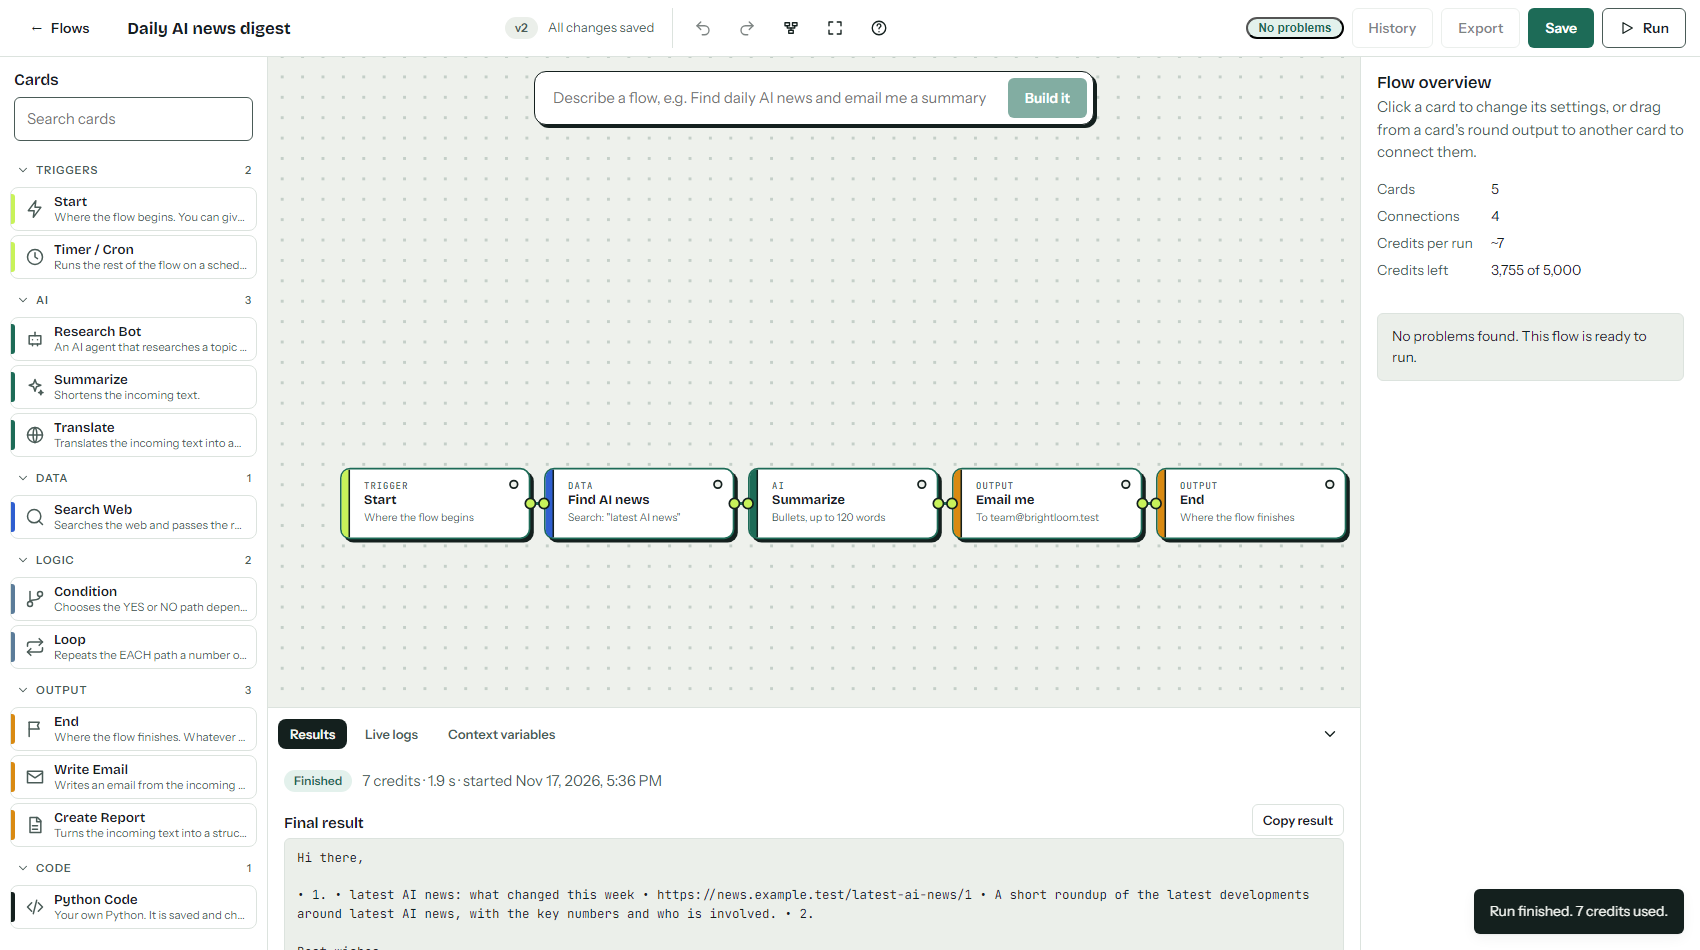 ← Flows
Daily AI news digest
v2
All changes saved
No problems
History
Export
Save
Run
Cards
Search cards
TRIGGERS 2
Start
Where the flow begins. You can giv...
Timer / Cron
Runs the rest of the flow on a sched...
AI 3
Research Bot
An AI agent that researches a topic ...
Summarize
Shortens the incoming text.
Translate
Translates the incoming text into a...
DATA 1
Search Web
Searches the web and passes the r...
LOGIC 2
Condition
Chooses the YES or NO path depen...
Loop
Repeats the EACH path a number o...
OUTPUT 3
End
Where the flow finishes. Whatever ...
Write Email
Writes an email from the incoming ...
Create Report
Turns the incoming text into a struc...
CODE 1
Python Code
Your own Python. It is saved and ch...
Describe a flow, e.g. Find daily AI news and email me a summary
Build it
TRIGGER
Start
Where the flow begins
DATA
Find AI news
Search: "latest AI news"
AI
Summarize
Bullets, up to 120 words
OUTPUT
Email me
To team@brightloom.test
OUTPUT
End
Where the flow finishes
Results
Live logs
Context variables
Finished
7 credits · 1.9 s · started Nov 17, 2026, 5:36 PM
Final result
Copy result
Hi there,
• 1. • latest AI news: what changed this week • https://news.example.test/latest-ai-news/1 • A short roundup of the latest developments
around latest AI news, with the key numbers and who is involved. • 2.
Best wishes
Flow overview
Click a card to change its settings, or drag
from a card's round output to another card to
connect them.
Cards 5
Connections 4
Credits per run ~7
Credits left 3,755 of 5,000
No problems found. This flow is ready to
run.
Run finished. 7 credits used.